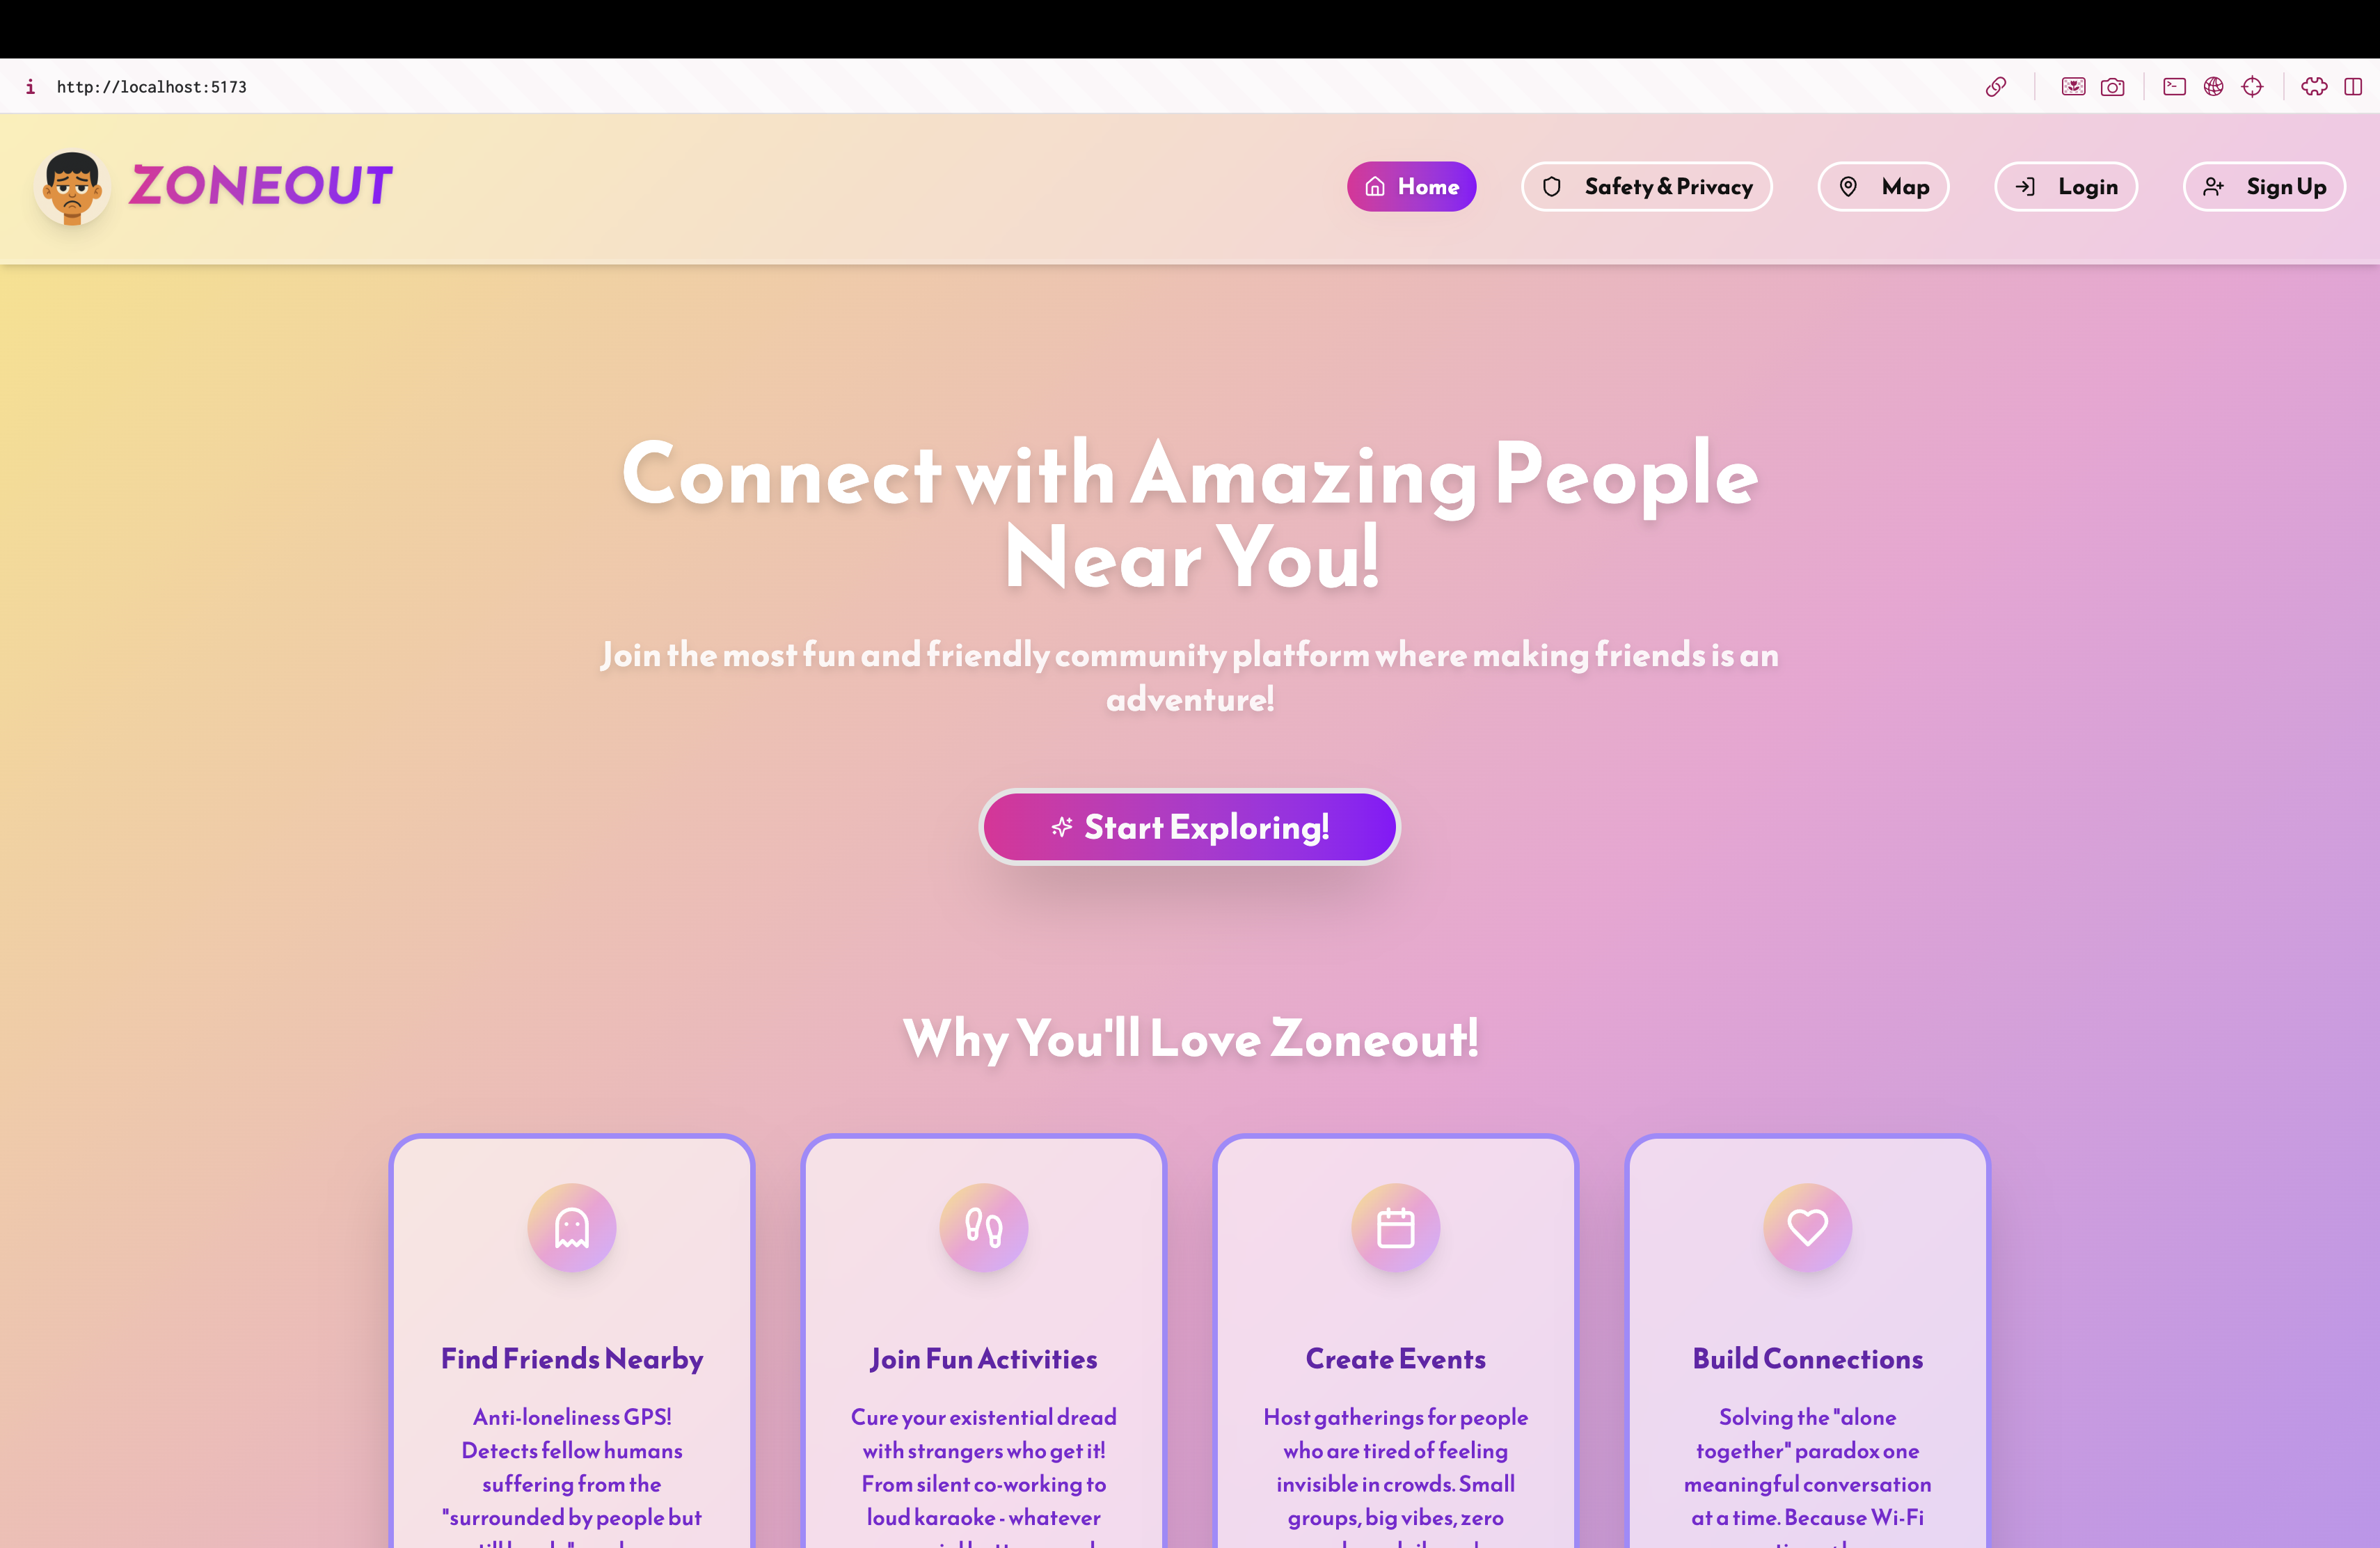 i http://localhost:5173
ZONEOUT
Home
Safety & Privacy
Map
Login
Sign Up
Connect with Amazing People
Near You!
Join the most fun and friendly community platform where making friends is an
adventure!
Start Exploring!
Why You'll Love Zoneout!
Find Friends Nearby
Anti-loneliness GPS!
Detects fellow humans
suffering from the
"surrounded by people but
Join Fun Activities
Cure your existential dread
with strangers who get it!
From silent co-working to
loud karaoke - whatever
Create Events
Host gatherings for people
who are tired of feeling
invisible in crowds. Small
groups, big vibes, zero
Build Connections
Solving the "alone
together" paradox one
meaningful conversation
at a time. Because Wi-Fi